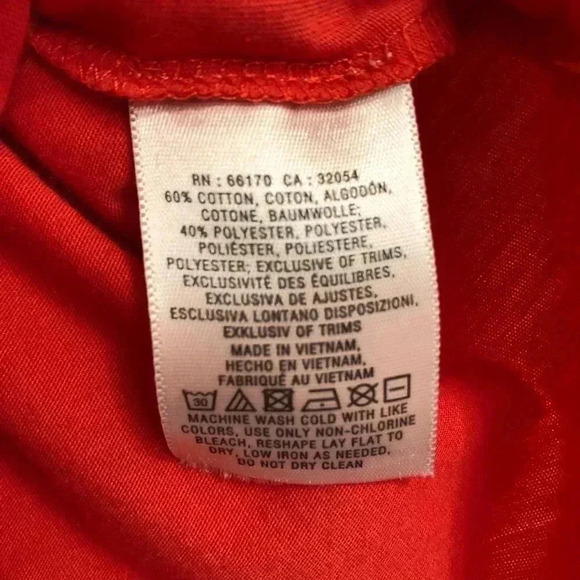 RN : 66170 CA : 32054
60% COTTON, COTON, ALGODÓN,
COTONE, BAUMWOLLE;
40% POLYESTER, POLYESTER,
POLIÉSTER, POLIESTERE,
POLYESTER; EXCLUSIVE OF TRIMS,
EXCLUSIVITÉ DES ÉQUILIBRES,
EXCLUSIVA DE AJUSTES,
ESCLUSIVA LONTANO DISPOSIZIONI,
EXKLUSIV OF TRIMS
MADE IN VIETNAM,
HECHO EN VIETNAM,
FABRIQUÉ AU VIETNAM
30
MACHINE WASH COLD WITH LIKE
COLORS, USE ONLY NON-CHLORINE
BLEACH, RESHAPE LAY FLAT TO
DRY, LOW IRON AS NEEDED,
DO NOT DRY CLEAN